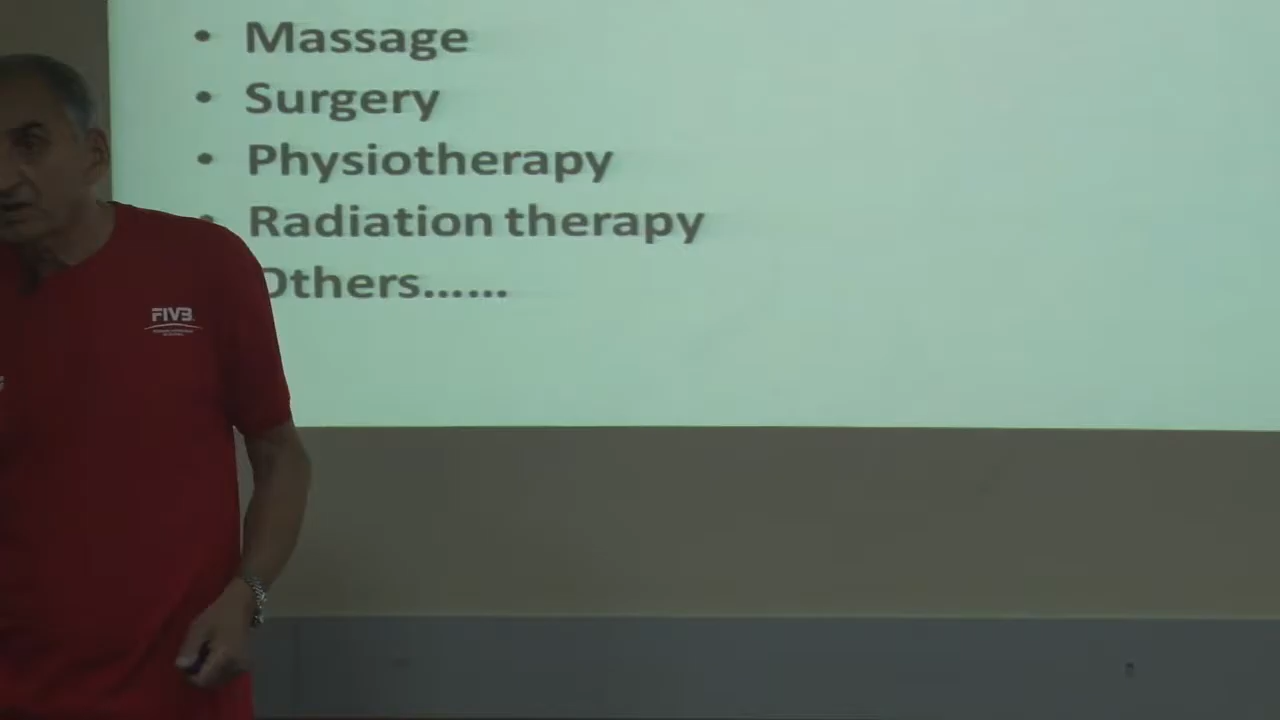 • Massage
• Surgery
• Physiotherapy
• Radiation therapy
Others......
FIVB